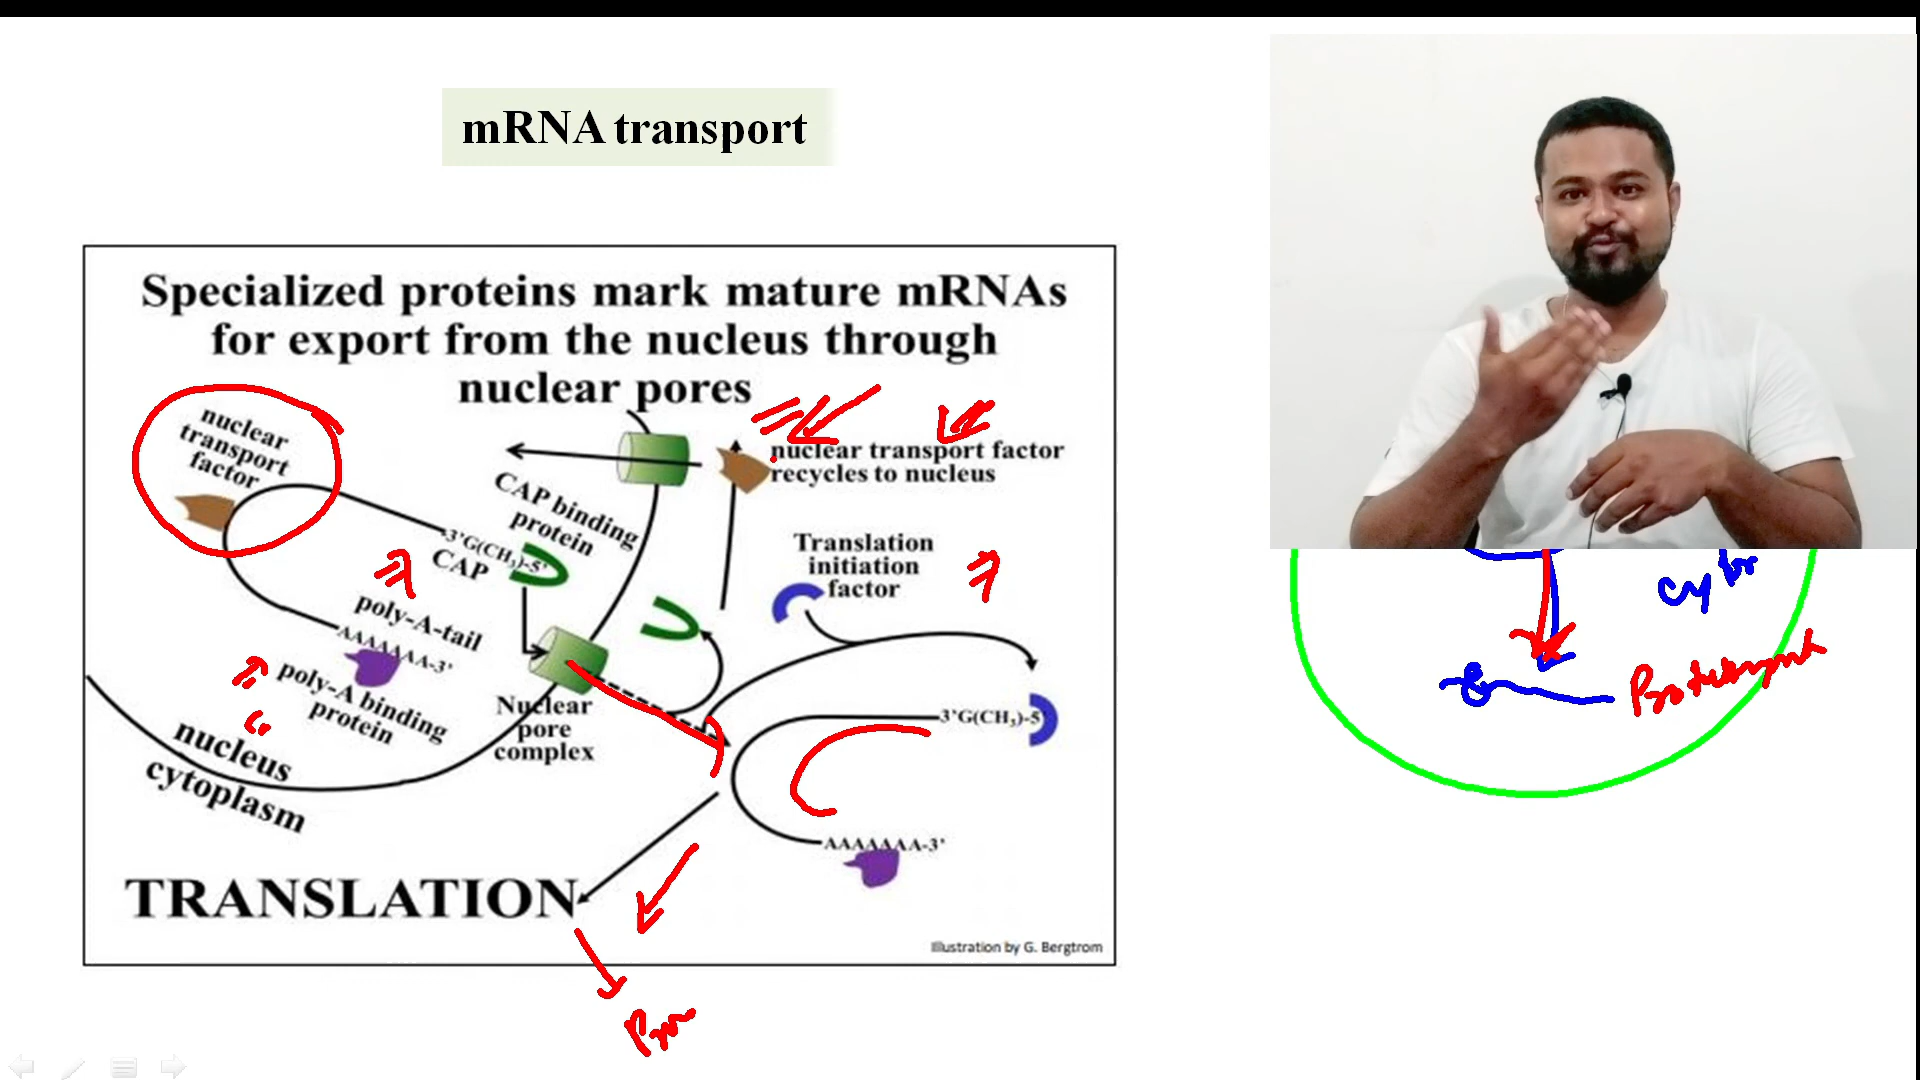 mRNA transport
Specialized proteins mark mature mRNAs
for export from the nucleus through
nuclear pores
nuclear
transport
factor
nuclear transport factor
recycles to nucleus
CAP binding
protein
3'G(CH₃)-5'
CAP
Translation
initiation
factor
poly-A-tail
AAAAAA-3'
poly-A binding
protein
Nuclear
pore
complex
nucleus
cytoplasm
3'G(CH₃)-5'
AAAAAAA-3'
TRANSLATION
Illustration by G. Bergtrom